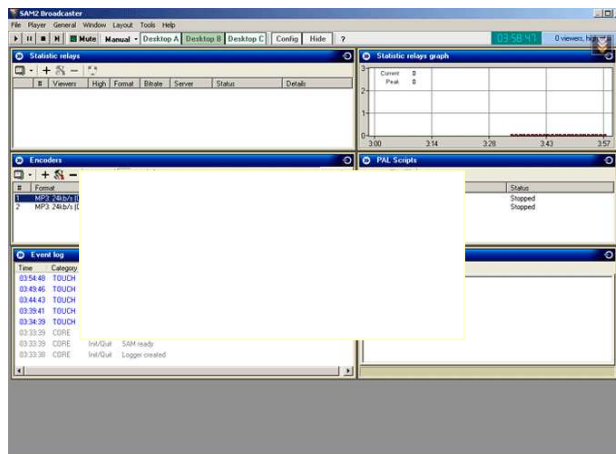 SAM2 Broadcaster
File Player General Window Layout Tools Help
Mute Manual Desktop A Desktop B Desktop C Config Hide ?
03:58:47 0 viewers,
Statistic relays
# Viewers High Format Bitrate Server Status Details
Statistic relays graph
Current 0
Peak 0
3
2
1
0
3:00 3:14 3:28 3:43 3:57
Encoders
# Format
1 MP3 24kb/s
2 MP3 24kb/s
PAL Scripts
Status
Stopped
Stopped
Event log
Time Category
03:54:48 TOUCH
03:49:46 TOUCH
03:44:43 TOUCH
03:39:41 TOUCH
03:34:39 TOUCH
03:33:39 CORE
03:33:39 CORE Init/Quit SAM ready
03:33:38 CORE Init/Quit Logger created